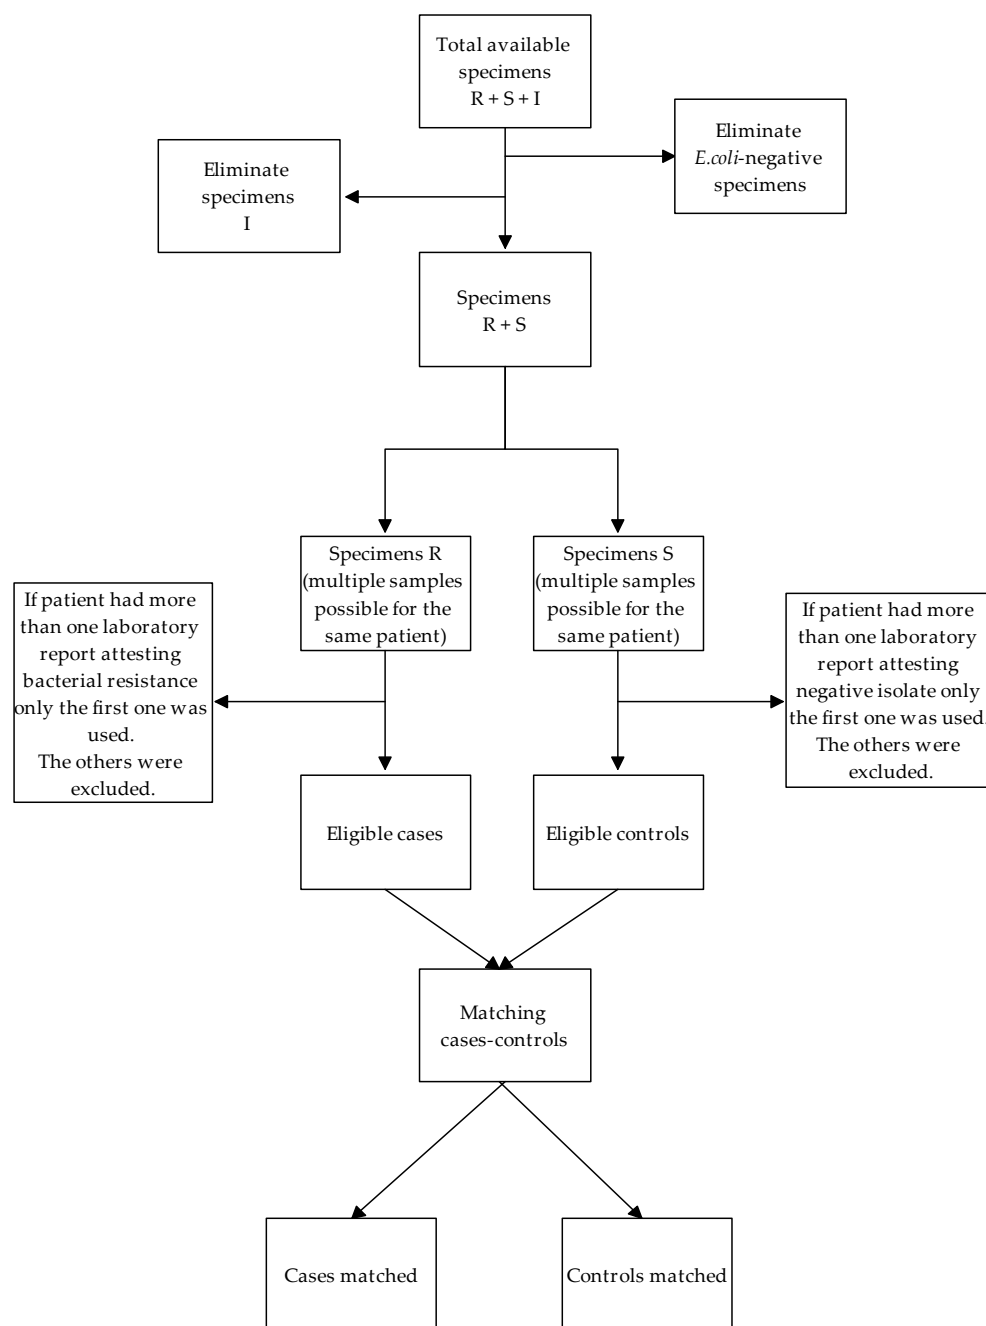 Total available
specimens
R + S + I
Eliminate
E.coli-negative
specimens
Eliminate
specimens
I
Specimens
R + S
Specimens R
(multiple samples
possible for the
same patient)
Specimens S
(multiple samples
possible for the
same patient)
If patient had more
than one laboratory
report attesting
bacterial resistance
only the first one was
used.
The others were
excluded.
If patient had more
than one laboratory
report attesting
negative isolate only
the first one was used.
The others were
excluded.
Eligible cases
Eligible controls
Matching
cases-controls
Cases matched
Controls matched